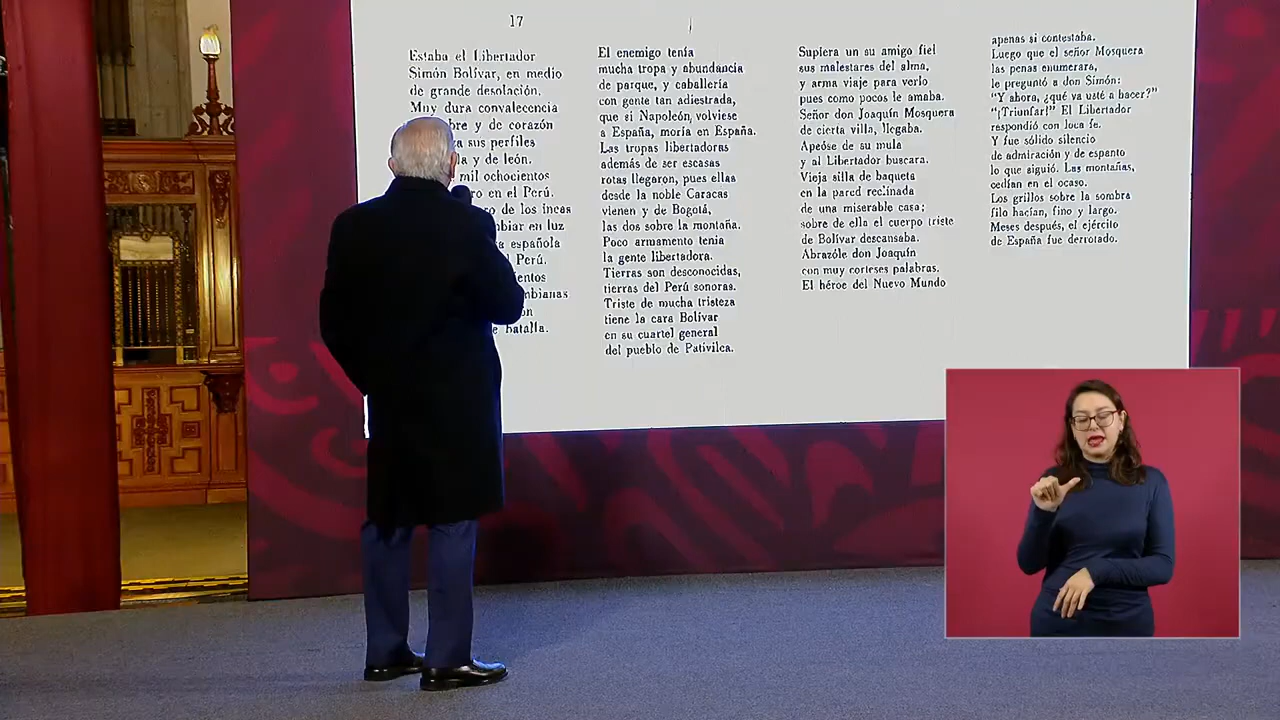 17
Estaba el Libertador
Simón Bolívar, en medio
de grande desolación.
Muy dura convalecencia
bre y de corazón
a sus perfiles
la y de león.
mil ochocientos
ro en el Perú.
o de los incas
biar en luz
a española
l Perú.
entos
mbianas
ón
e batalla.
El enemigo tenía
mucha tropa y abundancia
de parque, y caballería
con gente tan adiestrada,
que si Napoleón, volviese
a España, moría en España.
Las tropas libertadoras
además de ser escasas
rotas llegaron, pues ellas
desde la noble Caracas
vienen y de Bogotá,
las dos sobre la montaña.
Poco armamento tenía
la gente libertadora.
Tierras son desconocidas,
tierras del Perú sonoras.
Triste de mucha tristeza
tiene la cara Bolívar
en su cuartel general
del pueblo de Pativilca.
Supiera un su amigo fiel
sus malestares del alma,
y arma viaje para verlo
pues como pocos le amaba.
Señor don Joaquín Mosquera
de cierta villa, llegaba.
Apeóse de su mula
y al Libertador buscara.
Vieja silla de baqueta
en la pared reclinada
de una miserable casa;
sobre de ella el cuerpo triste
de Bolívar descansaba.
Abrazóle don Joaquín
con muy corteses palabras.
El héroe del Nuevo Mundo
apenas si contestaba.
Luego que el señor Mosquera
las penas enumerara,
le preguntó a don Simón:
"Y ahora, ¿qué va usté a hacer?"
"¡Triunfar!" El Libertador
respondió con loca fe.
Y fue sólido silencio
de admiración y de espanto
lo que siguió. Las montañas,
cedían en el ocaso.
Los grillos sobre la sombra
filo hacían, fino y largo.
Meses después, el ejército
de España fue derrotado.